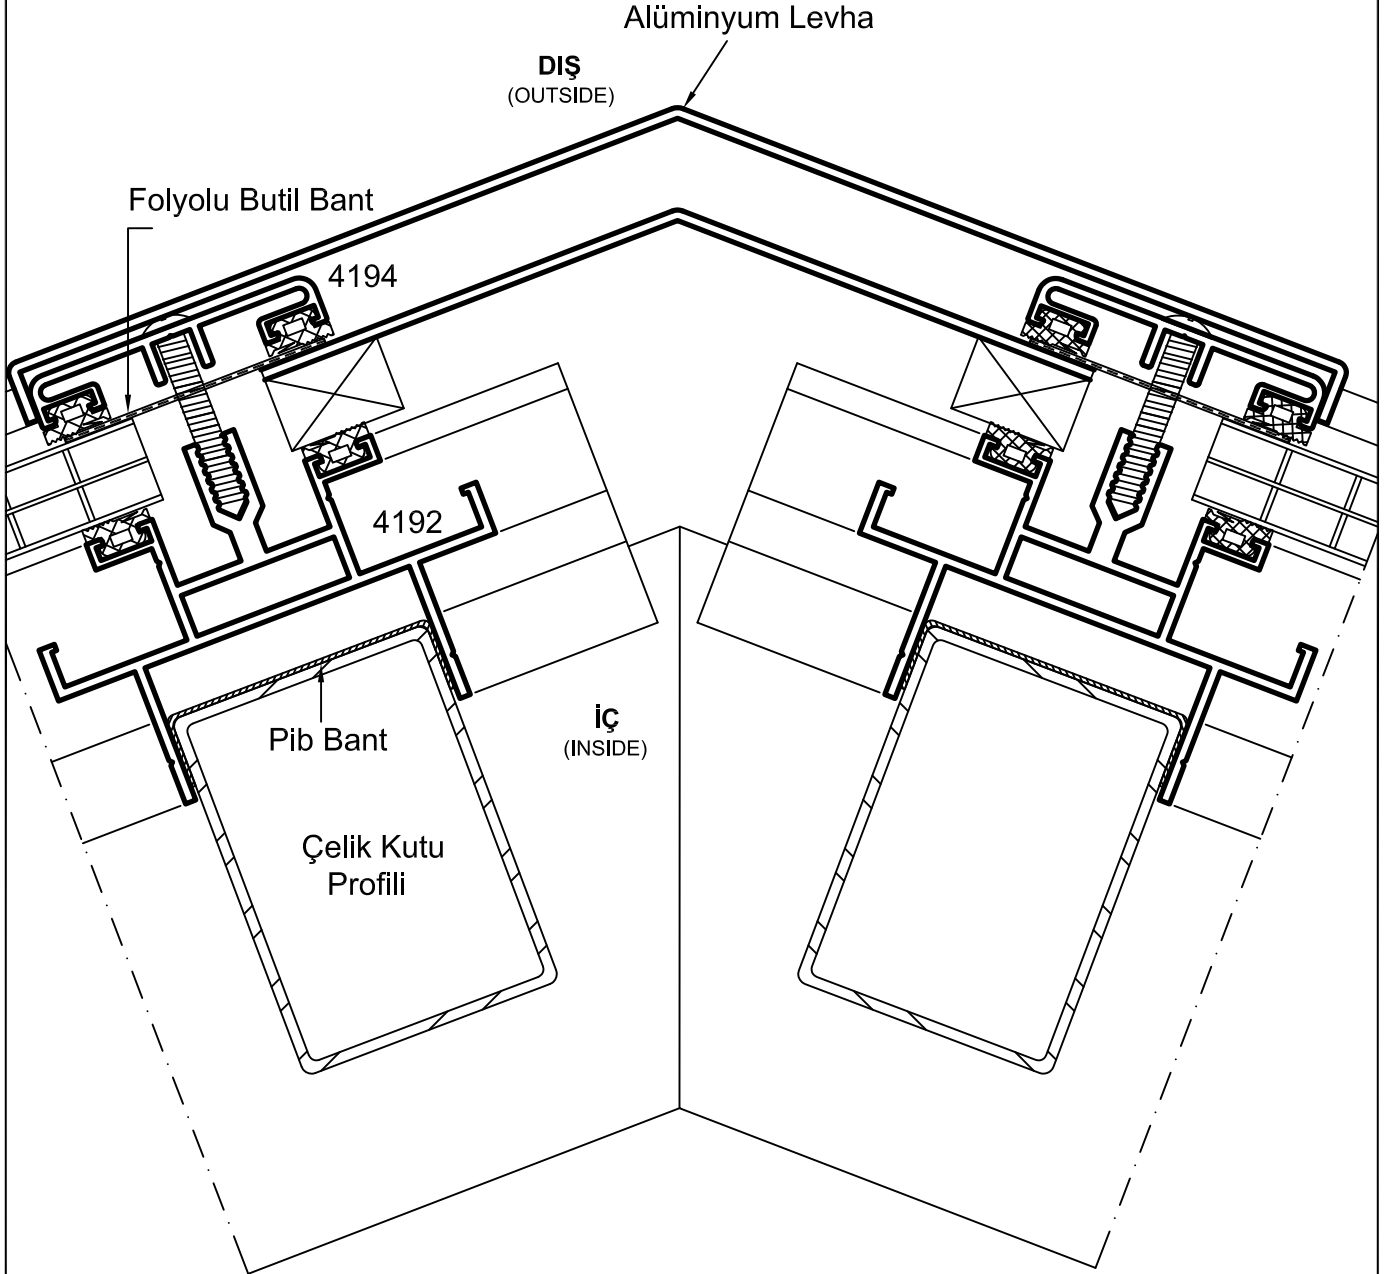 Alüminyum Levha
DIŞ
(OUTSIDE)
Folyolu Butil Bant
4194
4192
Pib Bant
İÇ
(INSIDE)
Çelik Kutu
Profili